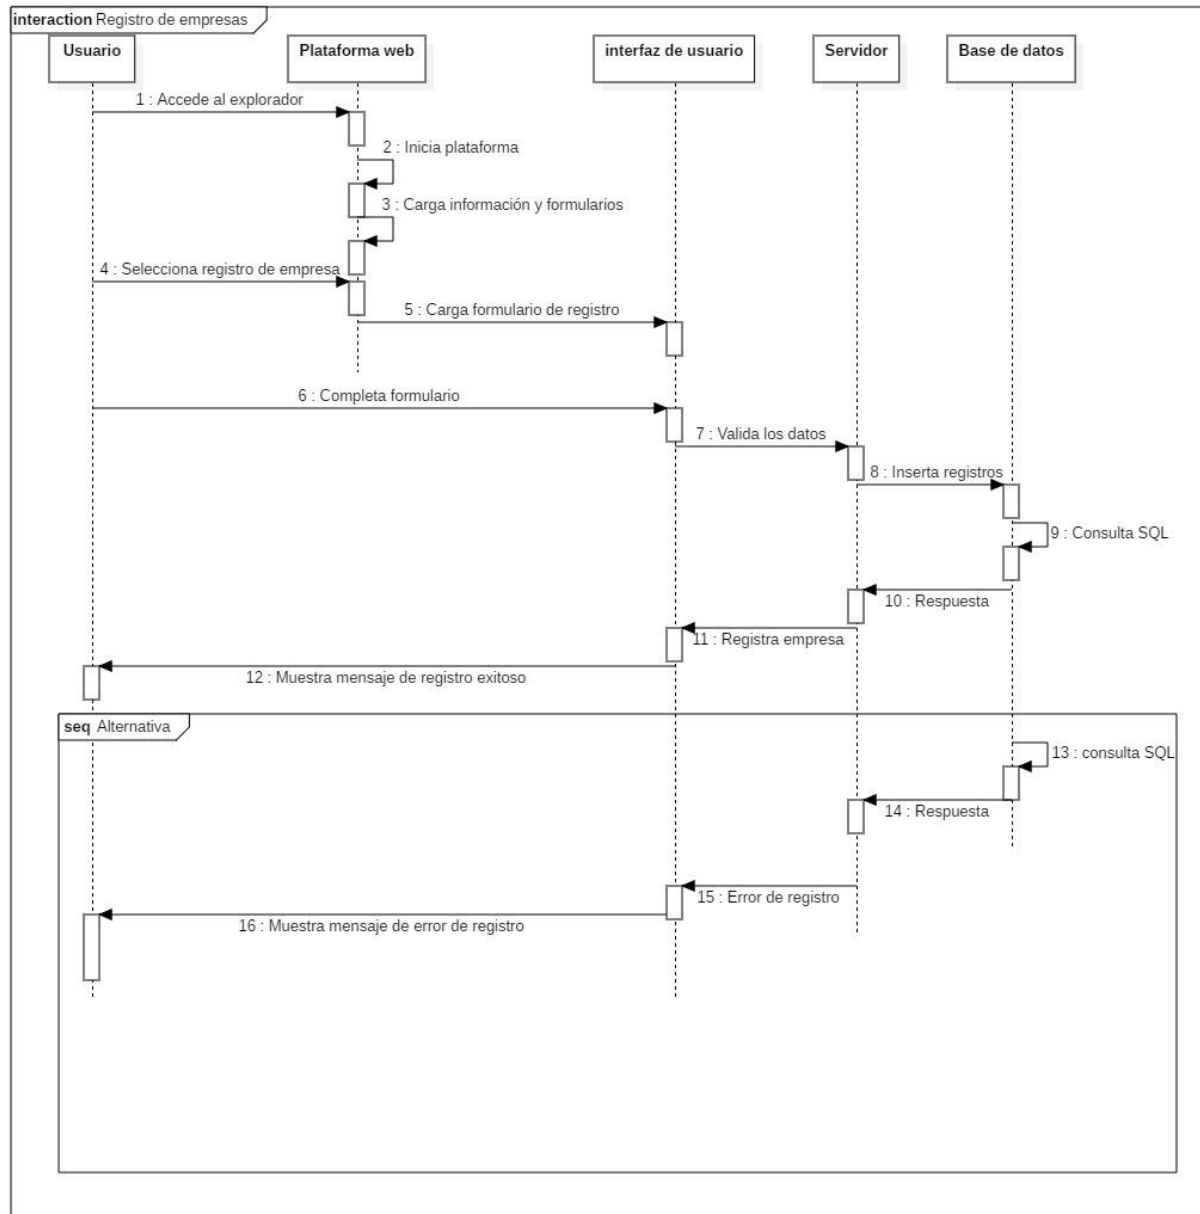 interaction Registro de empresas
Usuario
Plataforma web
interfaz de usuario
Servidor
Base de datos
1 : Accede al explorador
2 : Inicia plataforma
3 : Carga información y formularios
4 : Selecciona registro de empresa
5 : Carga formulario de registro
6 : Completa formulario
7 : Valida los datos
8 : Inserta registros
9 : Consulta SQL
10 : Respuesta
11 : Registra empresa
12 : Muestra mensaje de registro exitoso
seq Alternativa
13 : consulta SQL
14 : Respuesta
15 : Error de registro
16 : Muestra mensaje de error de registro